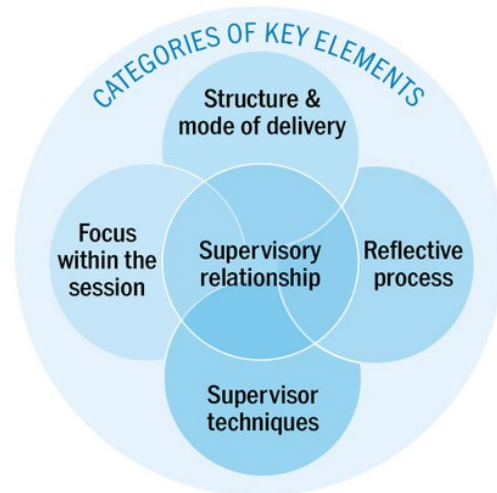 CATEGORIES OF KEY ELEMENTS
Structure &
mode of delivery
Focus
within the
session
Supervisory
relationship
Reflective
process
Supervisor
techniques